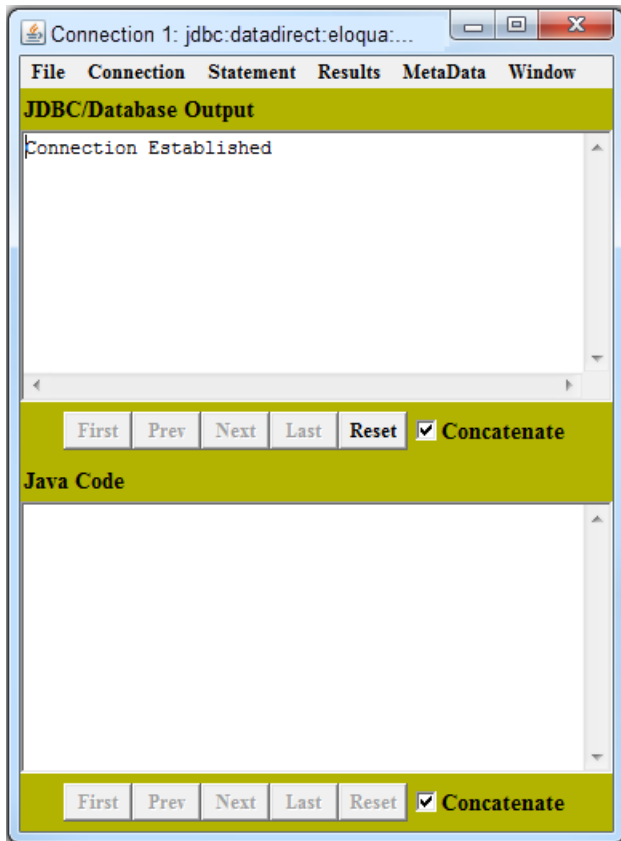 Connection 1: jdbc:datadirect:eloqua:...
File Connection Statement Results MetaData Window
JDBC/Database Output
Connection Established
First Prev Next Last Reset Concatenate
Java Code
First Prev Next Last Reset Concatenate